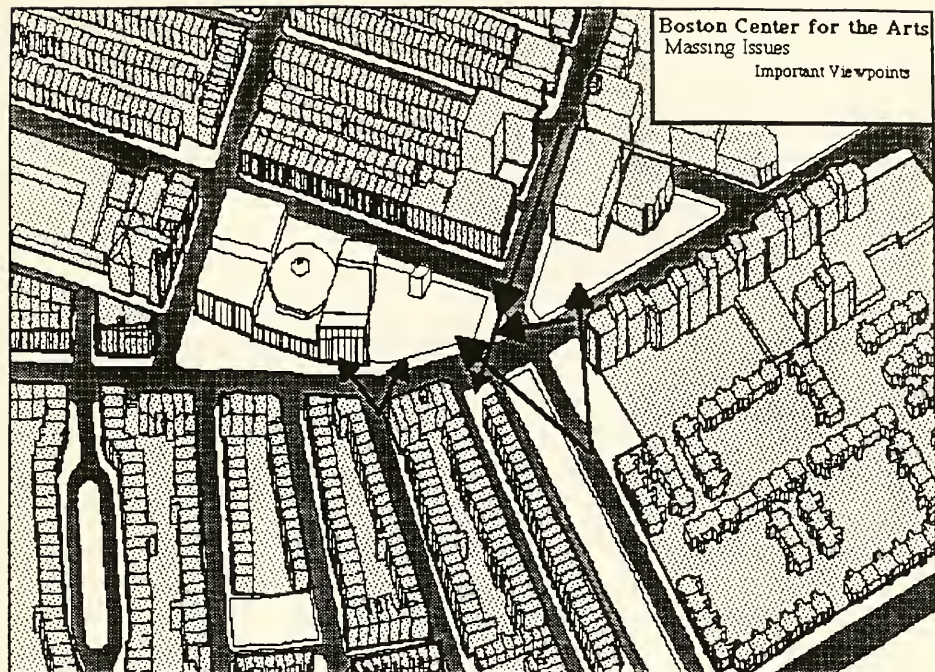 Boston Center for the Arts
Massing Issues
Important Viewpoints